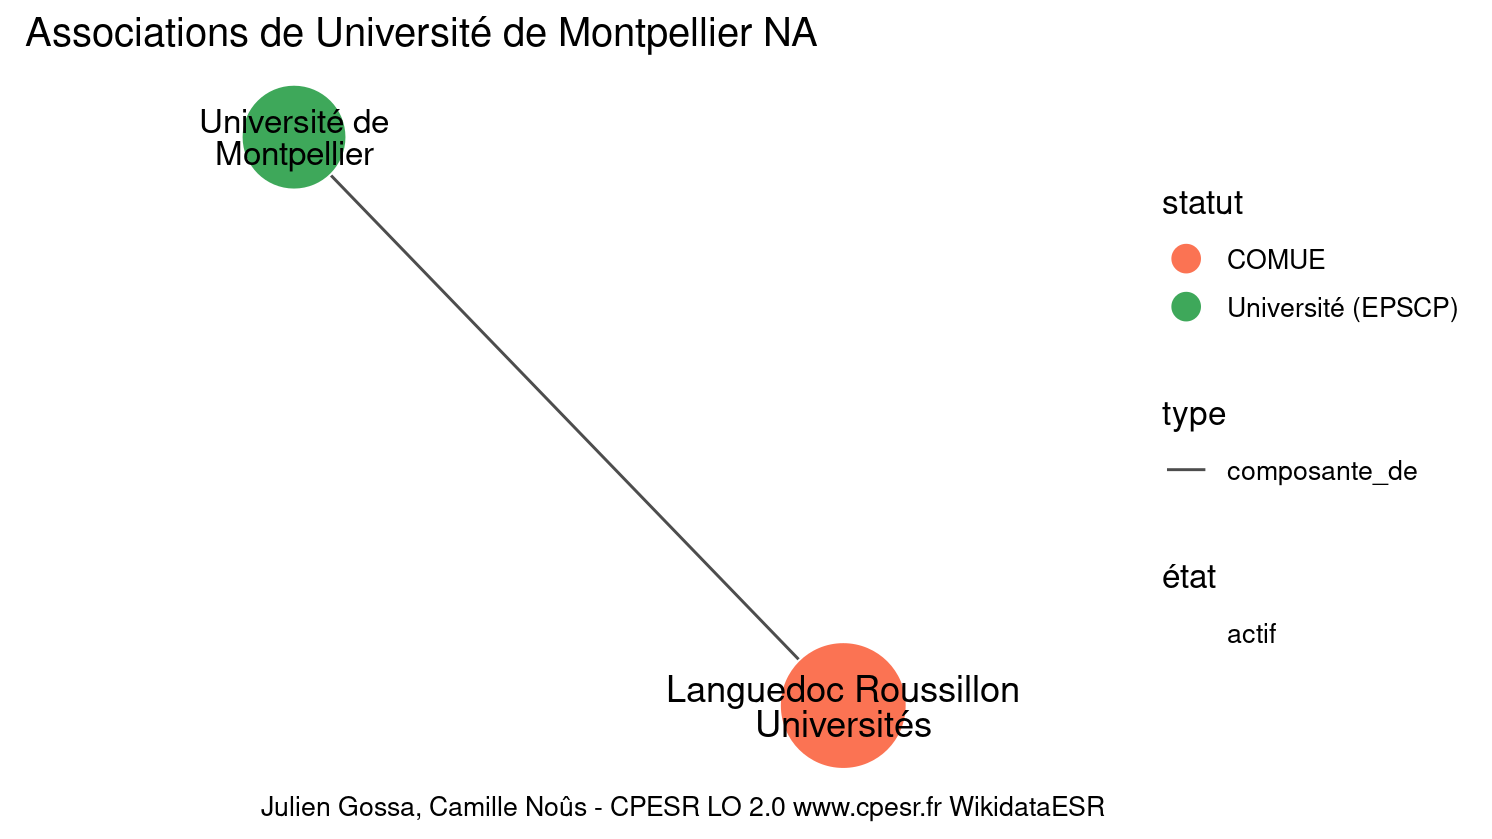 Associations de Université de Montpellier NA
Université de
Montpellier
statut
COMUE
Université (EPSCP)
type
composante_de
état
actif
Languedoc Roussillon
Universités
Julien Gossa, Camille Noûs - CPESR LO 2.0 www.cpesr.fr WikidataESR